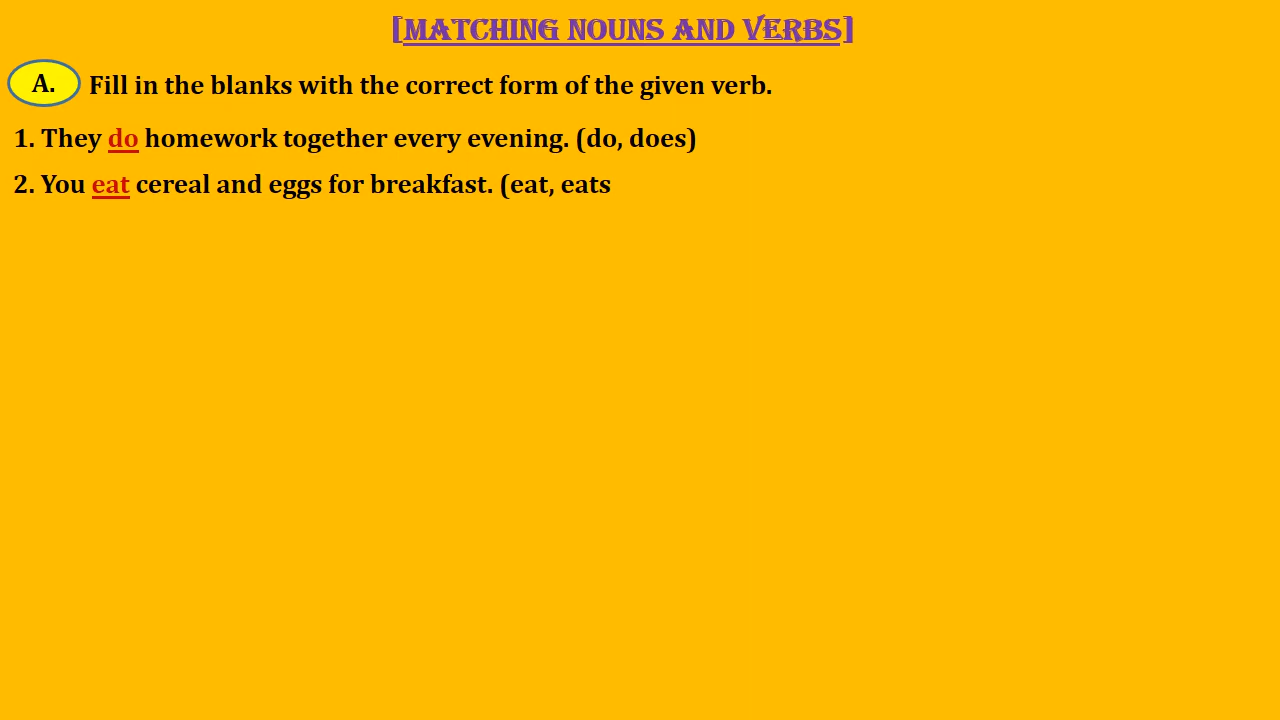 [MATCHING NOUNS AND VERBS]
A. Fill in the blanks with the correct form of the given verb.
1. They do homework together every evening. (do, does)
2. You eat cereal and eggs for breakfast. (eat, eats